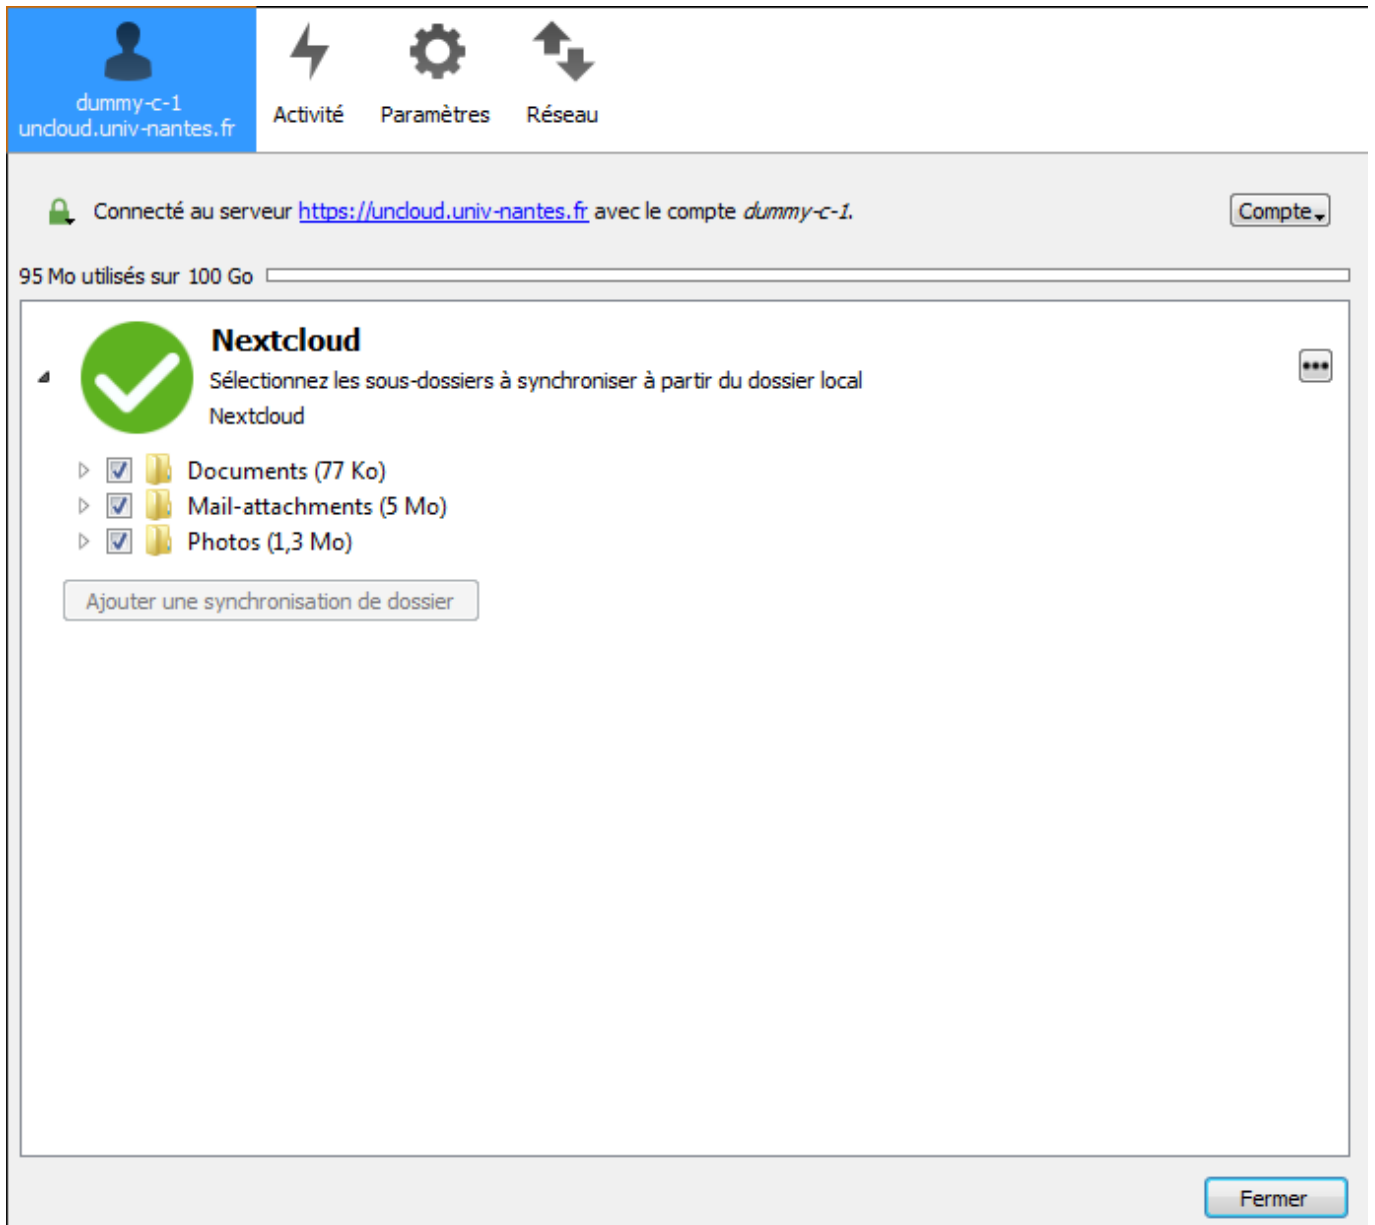 dummy-c-1
uncloud.univ-nantes.fr
Activité
Paramètres
Réseau
Connecté au serveur https://uncloud.univ-nantes.fr avec le compte dummy-c-1.
Compte
95 Mo utilisés sur 100 Go
Nextcloud
Sélectionnez les sous-dossiers à synchroniser à partir du dossier local
Nextcloud
Documents (77 Ko)
Mail-attachments (5 Mo)
Photos (1,3 Mo)
Ajouter une synchronisation de dossier
Fermer